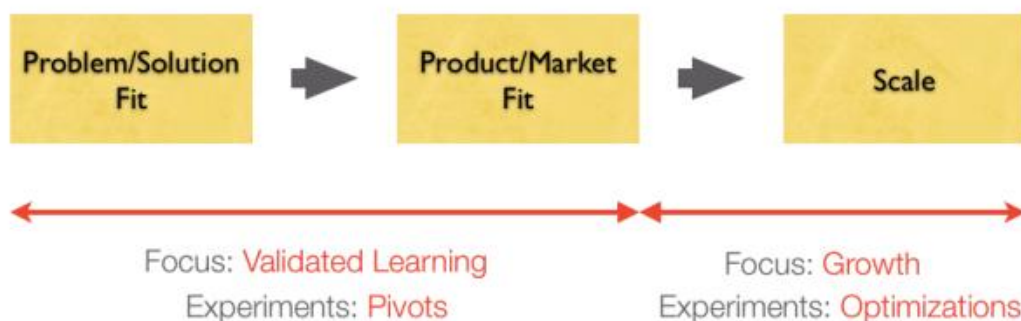 Problem/Solution
Fit
Product/Market
Fit
Scale
Focus: Validated Learning
Experiments: Pivots
Focus: Growth
Experiments: Optimizations